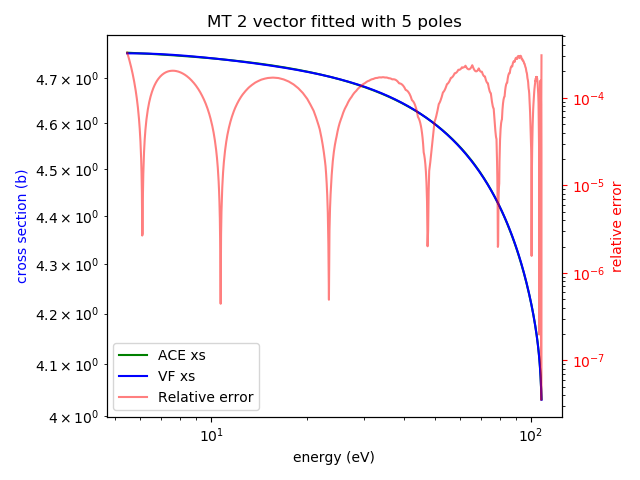 MT 2 vector fitted with 5 poles
4.7 × 10⁰
4.6 × 10⁰
4.5 × 10⁰
4.4 × 10⁰
4.3 × 10⁰
4.2 × 10⁰
4.1 × 10⁰
4 × 10⁰
cross section (b)
10⁻⁴
10⁻⁵
10⁻⁶
10⁻⁷
relative error
ACE xs
VF xs
Relative error
10¹
10²
energy (eV)